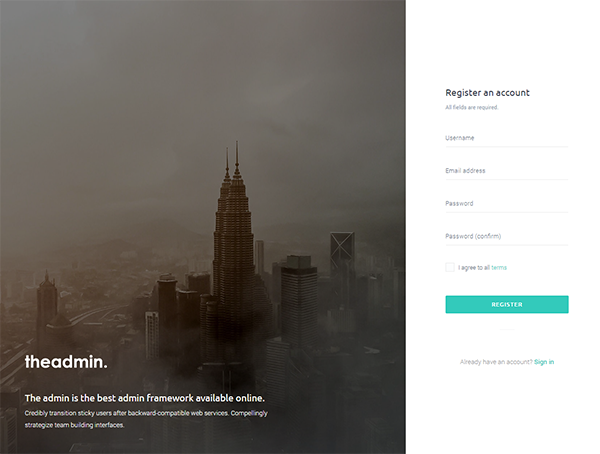 theadmin.
The admin is the best admin framework available online.
Credibly transition sticky users after backward-compatible web services. Compellingly
strategize team building interfaces.
Register an account
All fields are required.
Username
Email address
Password
Password (confirm)
I agree to all terms
REGISTER
Already have an account? Sign in